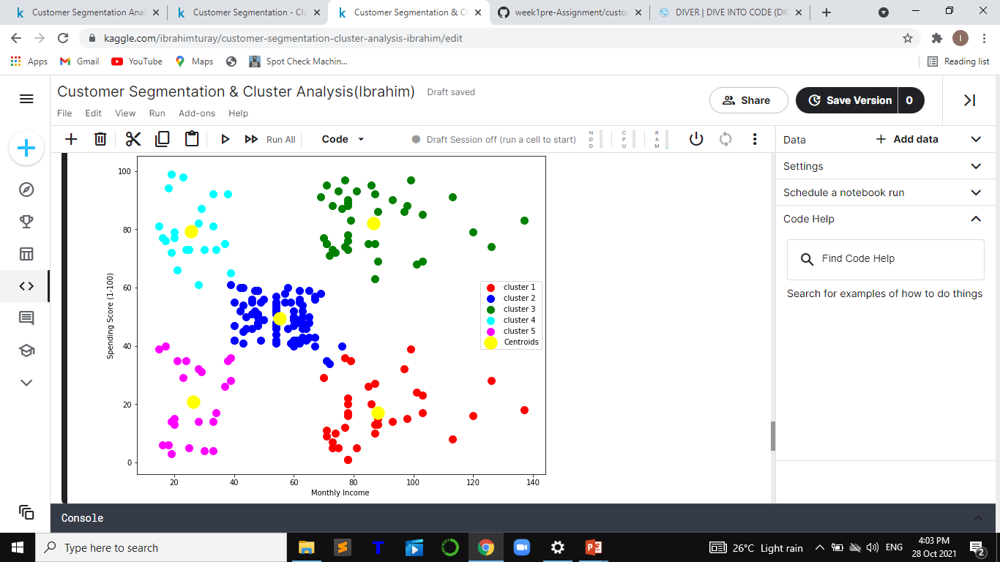 Customer Segmentation Anal
Customer Segmentation - Clu
Customer Segmentation & Cl
week1pre-Assignment/custo
DIVER | DIVE INTO CODE (DIC
kaggle.com/ibrahimturay/customer-segmentation-cluster-analysis-ibrahim/edit
I
Apps
Gmail
YouTube
Maps
Spot Check Machin...
Reading list
Customer Segmentation & Cluster Analysis(Ibrahim)
Draft saved
Share
Save Version
0
File
Edit
View
Run
Add-ons
Help
Run All
Code
Draft Session off (run a cell to start)
HDD
CPU
RAM
Data
Add data
Settings
Schedule a notebook run
Code Help
Find Code Help
Search for examples of how to do things
100
80
60
40
20
0
Spending Score (1-100)
cluster 1
cluster 2
cluster 3
cluster 4
cluster 5
Centroids
20
40
60
80
100
120
140
Monthly Income
Console
Type here to search
26°C Light rain
ENG
4:03 PM
28 Oct 2021
2